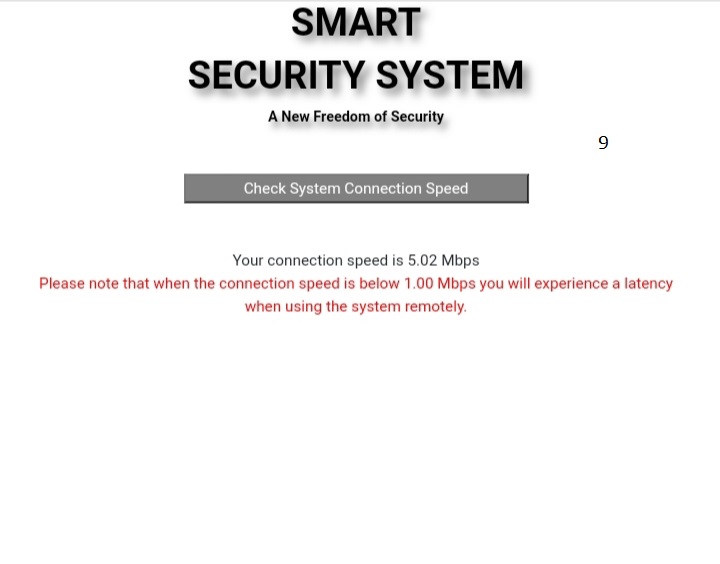 SMART
SECURITY SYSTEM
A New Freedom of Security
9
Check System Connection Speed
Your connection speed is 5.02 Mbps
Please note that when the connection speed is below 1.00 Mbps you will experience a latency
when using the system remotely.